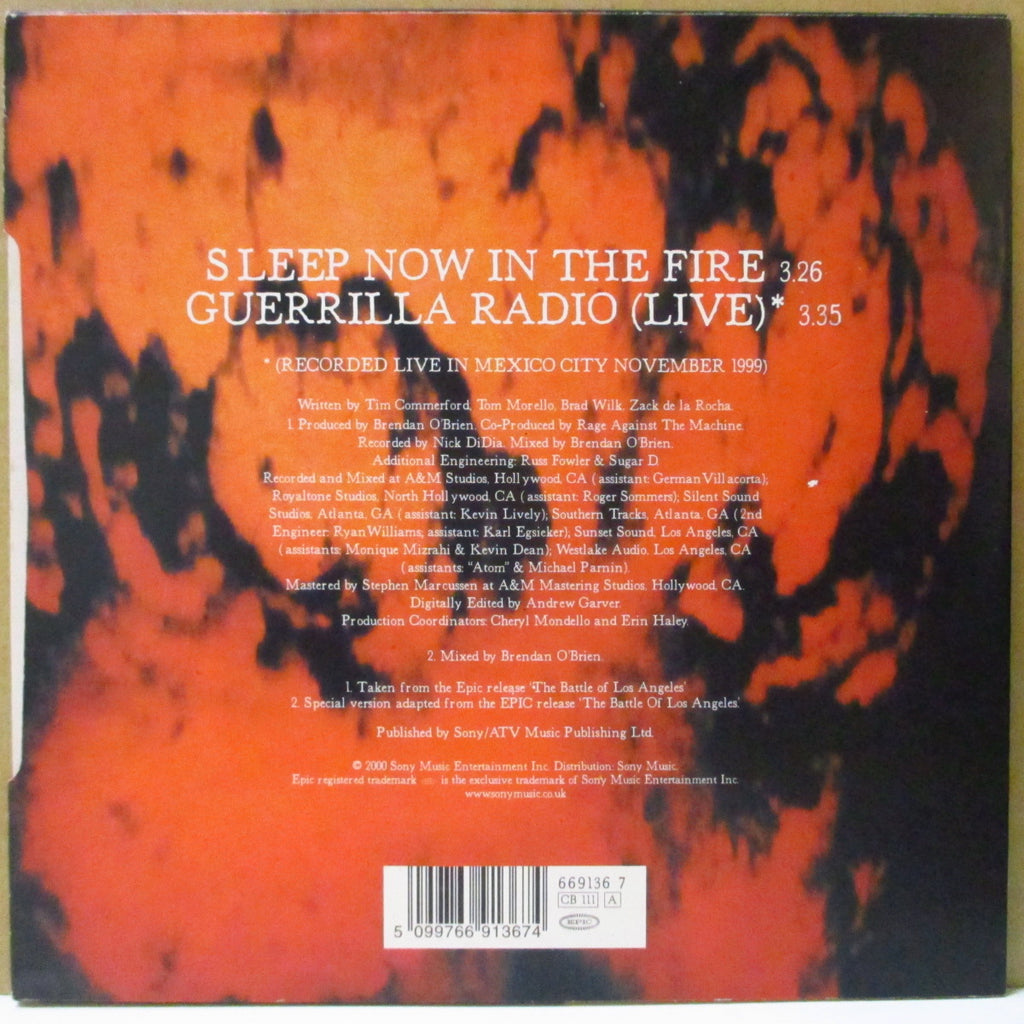 SLEEP NOW IN THE FIRE 3.26
GUERRILLA RADIO (LIVE)* 3.35
* (RECORDED LIVE IN MEXICO CITY NOVEMBER 1999)
Written by Tim Commerford, Tom Morello, Brad Wilk. Zack de la Rocha.
1. Produced by Brendan O'Brien. Co-Produced by Rage Against The Machine.
Recorded by Nick DiDia. Mixed by Brendan O'Brien.
Additional Engineering: Russ Fowler & Sugar D.
Recorded and Mixed at A&M Studios, Hollywood, CA (assistant: German Villacorta);
Royaltone Studios, North Hollywood, CA (assistant: Roger Sommers); Silent Sound
Studios, Atlanta, GA (assistant: Kevin Lively); Southern Tracks, Atlanta, GA (2nd
Engineer: Ryan Williams; assistant: Karl Egsieker); Sunset Sound, Los Angeles, CA
(assistants: Monique Mizrahi & Kevin Dean); Westlake Audio, Los Angeles, CA
(assistants: "Atom" & Michael Parnin).
Mastered by Stephen Marcussen at A&M Mastering Studios, Hollywood, CA.
Digitally Edited by Andrew Garver.
Production Coordinators: Cheryl Mondello and Erin Haley.
2. Mixed by Brendan O'Brien.
1. Taken from the Epic release 'The Battle of Los Angeles'
2. Special version adapted from the EPIC release 'The Battle Of Los Angeles.'
Published by Sony/ATV Music Publishing Ltd.
© 2000 Sony Music Entertainment Inc. Distribution: Sony Music.
Epic registered trademark is the exclusive trademark of Sony Music Entertainment Inc.
www.sonymusic.co.uk
669136 7
CB 111 A
EPIC
5 099766 913674